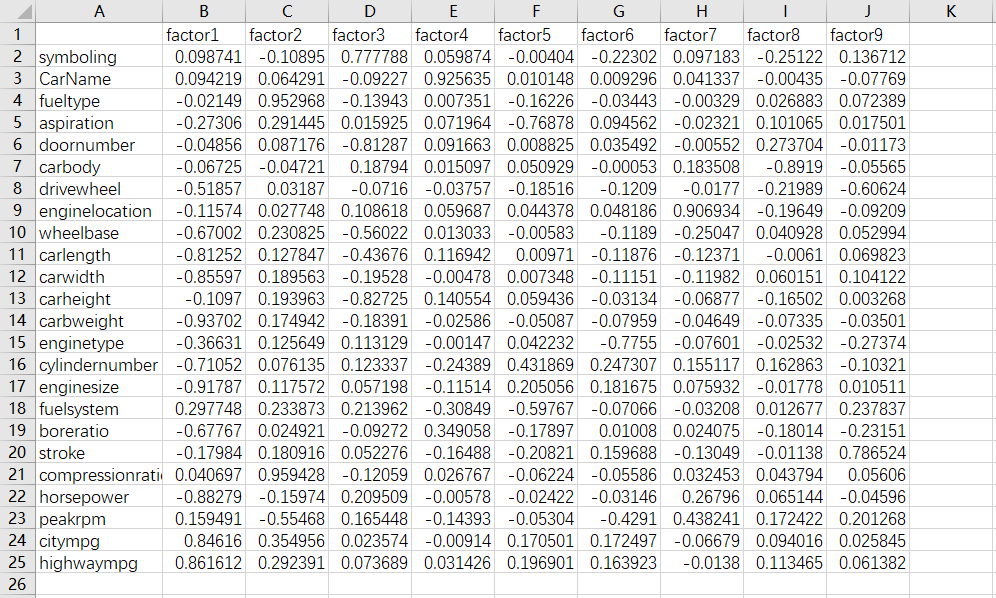 A B C D E F G H I J K
1 factor1 factor2 factor3 factor4 factor5 factor6 factor7 factor8 factor9
2 symboling 0.098741 -0.10895 0.777788 0.059874 -0.00404 -0.22302 0.097183 -0.25122 0.136712
3 CarName 0.094219 0.064291 -0.09227 0.925635 0.010148 0.009296 0.041337 -0.00435 -0.07769
4 fueltype -0.02149 0.952968 -0.13943 0.007351 -0.16226 -0.03443 -0.00329 0.026883 0.072389
5 aspiration -0.27306 0.291445 0.015925 0.071964 -0.76878 0.094562 -0.02321 0.101065 0.017501
6 doornumber -0.04856 0.087176 -0.81287 0.091663 0.008825 0.035492 -0.00552 0.273704 -0.01173
7 carbody -0.06725 -0.04721 0.18794 0.015097 0.050929 -0.00053 0.183508 -0.8919 -0.05565
8 drivewheel -0.51857 0.03187 -0.0716 -0.03757 -0.18516 -0.1209 -0.0177 -0.21989 -0.60624
9 enginelocation -0.11574 0.027748 0.108618 0.059687 0.044378 0.048186 0.906934 -0.19649 -0.09209
10 wheelbase -0.67002 0.230825 -0.56022 0.013033 -0.00583 -0.1189 -0.25047 0.040928 0.052994
11 carlength -0.81252 0.127847 -0.43676 0.116942 0.00971 -0.11876 -0.12371 -0.0061 0.069823
12 carwidth -0.85597 0.189563 -0.19528 -0.00478 0.007348 -0.11151 -0.11982 0.060151 0.104122
13 carheight -0.1097 0.193963 -0.82725 0.140554 0.059436 -0.03134 -0.06877 -0.16502 0.003268
14 carbweight -0.93702 0.174942 -0.18391 -0.02586 -0.05087 -0.07959 -0.04649 -0.07335 -0.03501
15 enginetype -0.36631 0.125649 0.113129 -0.00147 0.042232 -0.7755 -0.07601 -0.02532 -0.27374
16 cylindernumber -0.71052 0.076135 0.123337 -0.24389 0.431869 0.247307 0.155117 0.162863 -0.10321
17 enginesize -0.91787 0.117572 0.057198 -0.11514 0.205056 0.181675 0.075932 -0.01778 0.010511
18 fuelsystem 0.297748 0.233873 0.213962 -0.30849 -0.59767 -0.07066 -0.03208 0.012677 0.237837
19 boreratio -0.67767 0.024921 -0.09272 0.349058 -0.17897 0.01008 0.024075 -0.18014 -0.23151
20 stroke -0.17984 0.180916 0.052276 -0.16488 -0.20821 0.159688 -0.13049 -0.01138 0.786524
21 compressionrati 0.040697 0.959428 -0.12059 0.026767 -0.06224 -0.05586 0.032453 0.043794 0.05606
22 horsepower -0.88279 -0.15974 0.209509 -0.00578 -0.02422 -0.03146 0.26796 0.065144 -0.04596
23 peakrpm 0.159491 -0.55468 0.165448 -0.14393 -0.05304 -0.4291 0.438241 0.172422 0.201268
24 citympg 0.84616 0.354956 0.023574 -0.00914 0.170501 0.172497 -0.06679 0.094016 0.025845
25 highwaympg 0.861612 0.292391 0.073689 0.031426 0.196901 0.163923 -0.0138 0.113465 0.061382
26